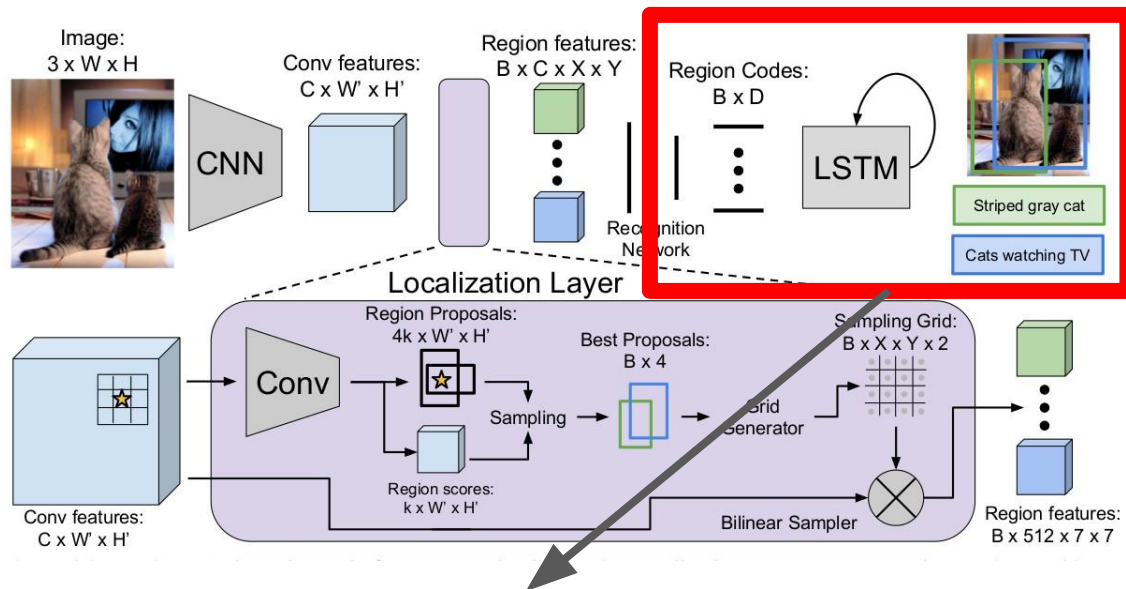 Image:
3 x W x H
CNN
Conv features:
C x W' x H'
Region features:
B x C x X x Y
Recognition
Network
Region Codes:
B x D
LSTM
Striped gray cat
Cats watching TV
Localization Layer
Conv features:
C x W' x H'
Conv
Region Proposals:
4k x W' x H'
Region scores:
k x W' x H'
Sampling
Best Proposals:
B x 4
Grid
Generator
Sampling Grid:
B x X x Y x 2
Bilinear Sampler
Region features:
B x 512 x 7 x 7